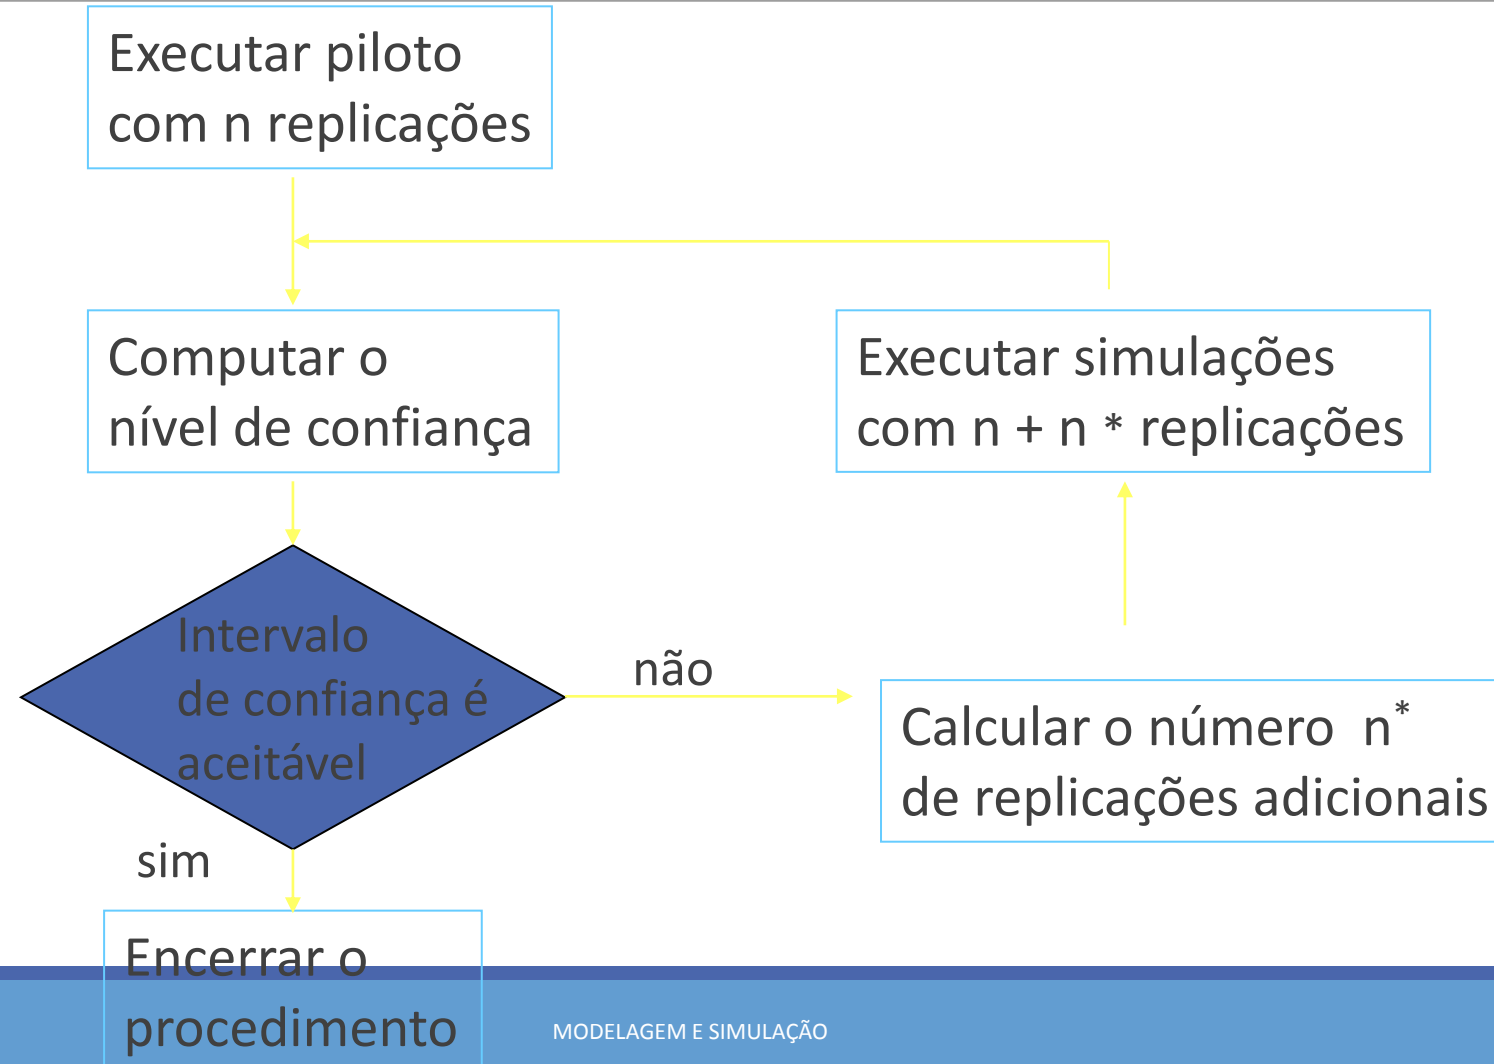 Executar piloto
com n replicações
Computar o
nível de confiança
Executar simulações
com n + n * replicações
Intervalo
de confiança é
aceitável
não
Calcular o número n*
de replicações adicionais
sim
Encerrar o
procedimento
MODELAGEM E SIMULAÇÃO